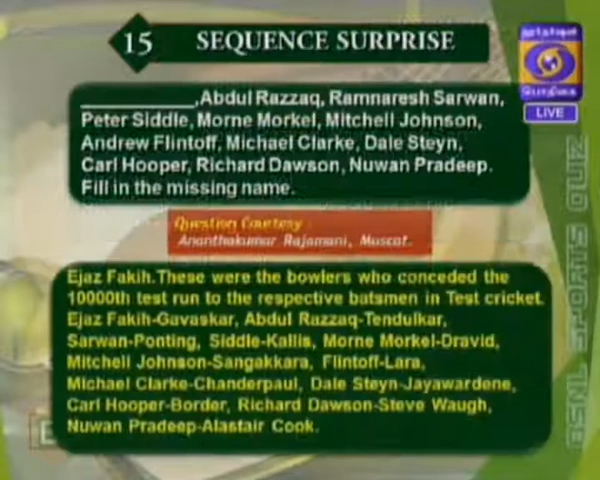 15
SEQUENCE SURPRISE
பொதிகை
LIVE
____________,Abdul Razzaq, Ramnaresh Sarwan,
Peter Siddle, Morne Morkel, Mitchell Johnson,
Andrew Flintoff, Michael Clarke, Dale Steyn,
Carl Hooper, Richard Dawson, Nuwan Pradeep.
Fill in the missing name.
Question Courtesy
Ananthakumar Rajamani, Muscat.
Ejaz Fakih.These were the bowlers who conceded the
10000th test run to the respective batsmen in Test cricket.
Ejaz Fakih-Gavaskar, Abdul Razzaq-Tendulkar,
Sarwan-Ponting, Siddle-Kallis, Morne Morkel-Dravid,
Mitchell Johnson-Sangakkara, Flintoff-Lara,
Michael Clarke-Chanderpaul, Dale Steyn-Jayawardene,
Carl Hooper-Border, Richard Dawson-Steve Waugh,
Nuwan Pradeep-Alastair Cook.
BSNL SPORTS QUIZ